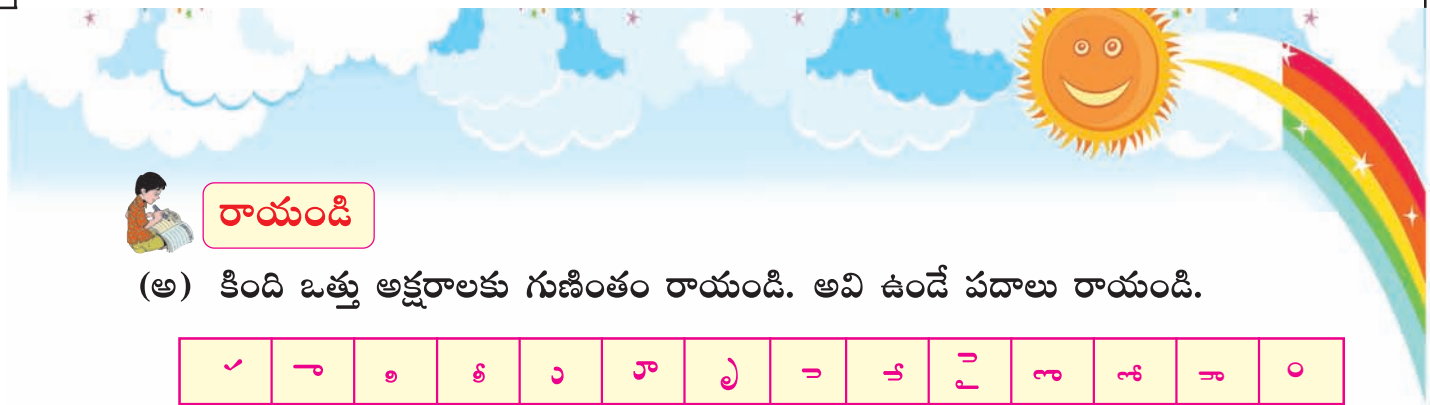 రాయండి
(అ) కింది ఒత్తు అక్షరాలకు గుణింతం రాయండి. అవి ఉండే పదాలు రాయండి.
✓ ా ి ీ ు ూ ృ ె ే ై ొ ో ౌ ం